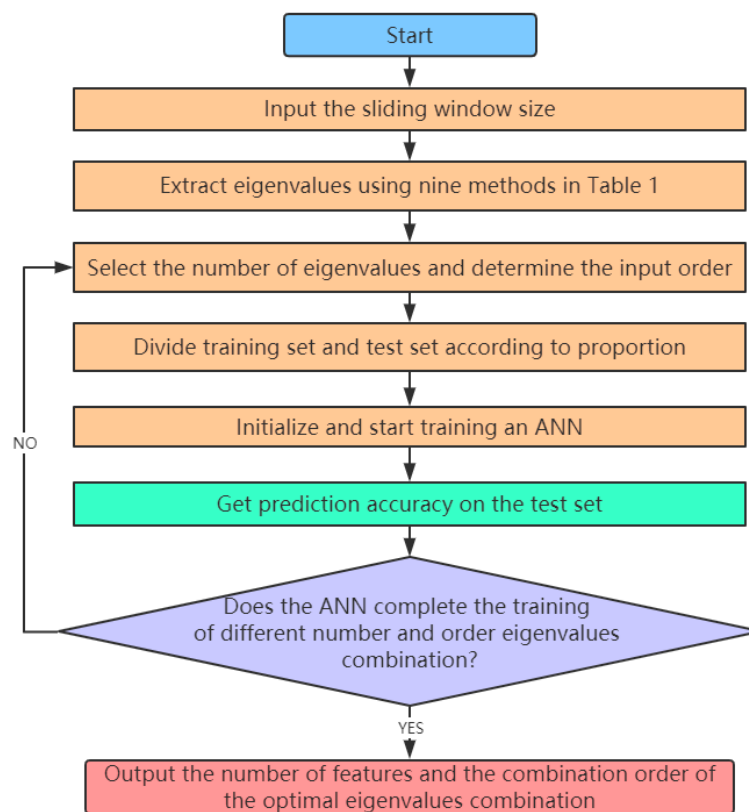 Start
Input the sliding window size
Extract eigenvalues using nine methods in Table 1
Select the number of eigenvalues and determine the input order
Divide training set and test set according to proportion
Initialize and start training an ANN
NO
Get prediction accuracy on the test set
Does the ANN complete the training
of different number and order eigenvalues
combination?
YES
Output the number of features and the combination order of
the optimal eigenvalues combination